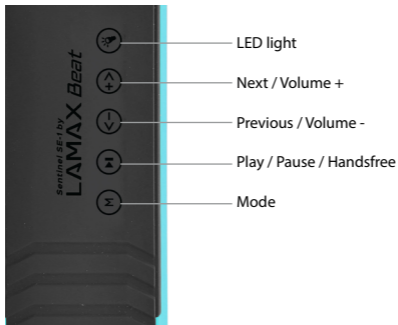 LED light
Next / Volume +
Previous / Volume -
Play / Pause / Handsfree
Mode
Sentinel SE-1 by
LAMAX Beat
M